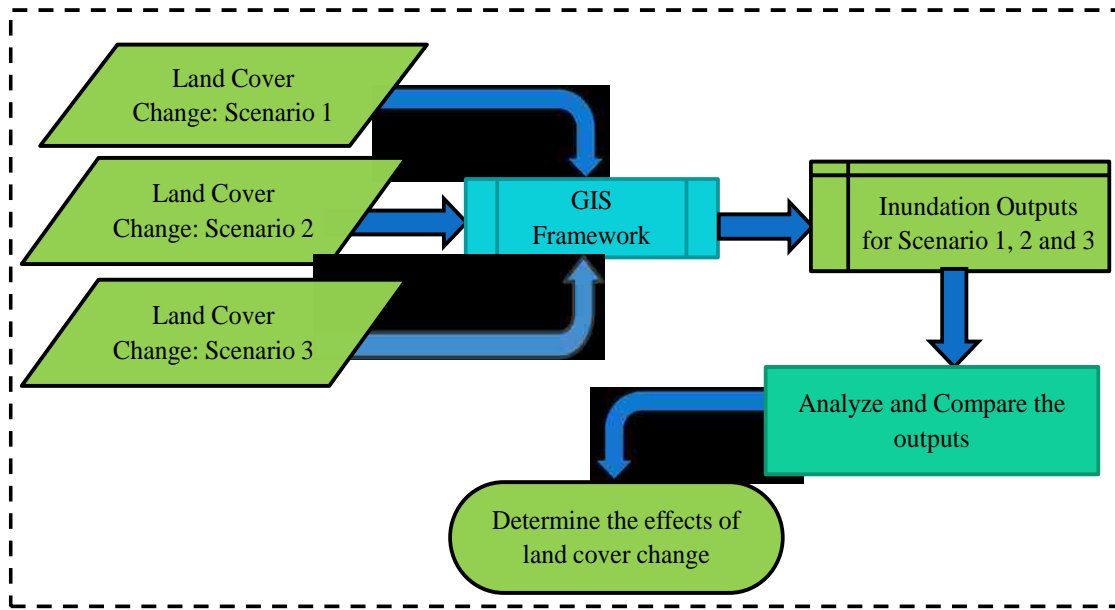 Land Cover
Change: Scenario 1
Land Cover
Change: Scenario 2
Land Cover
Change: Scenario 3
GIS
Framework
Inundation Outputs
for Scenario 1, 2 and 3
Analyze and Compare the
outputs
Determine the effects of
land cover change